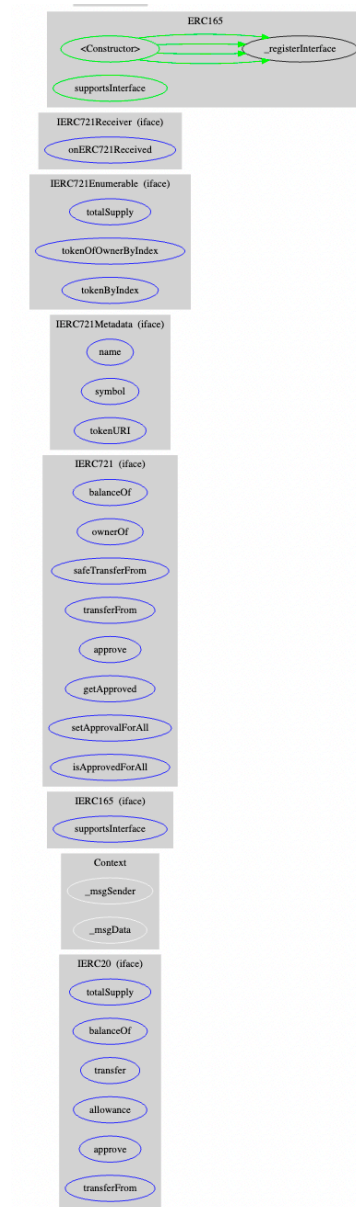 ERC165
<Constructor>
_registerInterface
supportsInterface
IERC721Receiver (iface)
onERC721Received
IERC721Enumerable (iface)
totalSupply
tokenOfOwnerByIndex
tokenByIndex
IERC721Metadata (iface)
name
symbol
tokenURI
IERC721 (iface)
balanceOf
ownerOf
safeTransferFrom
transferFrom
approve
getApproved
setApprovalForAll
isApprovedForAll
IERC165 (iface)
supportsInterface
Context
_msgSender
_msgData
IERC20 (iface)
totalSupply
balanceOf
transfer
allowance
approve
transferFrom